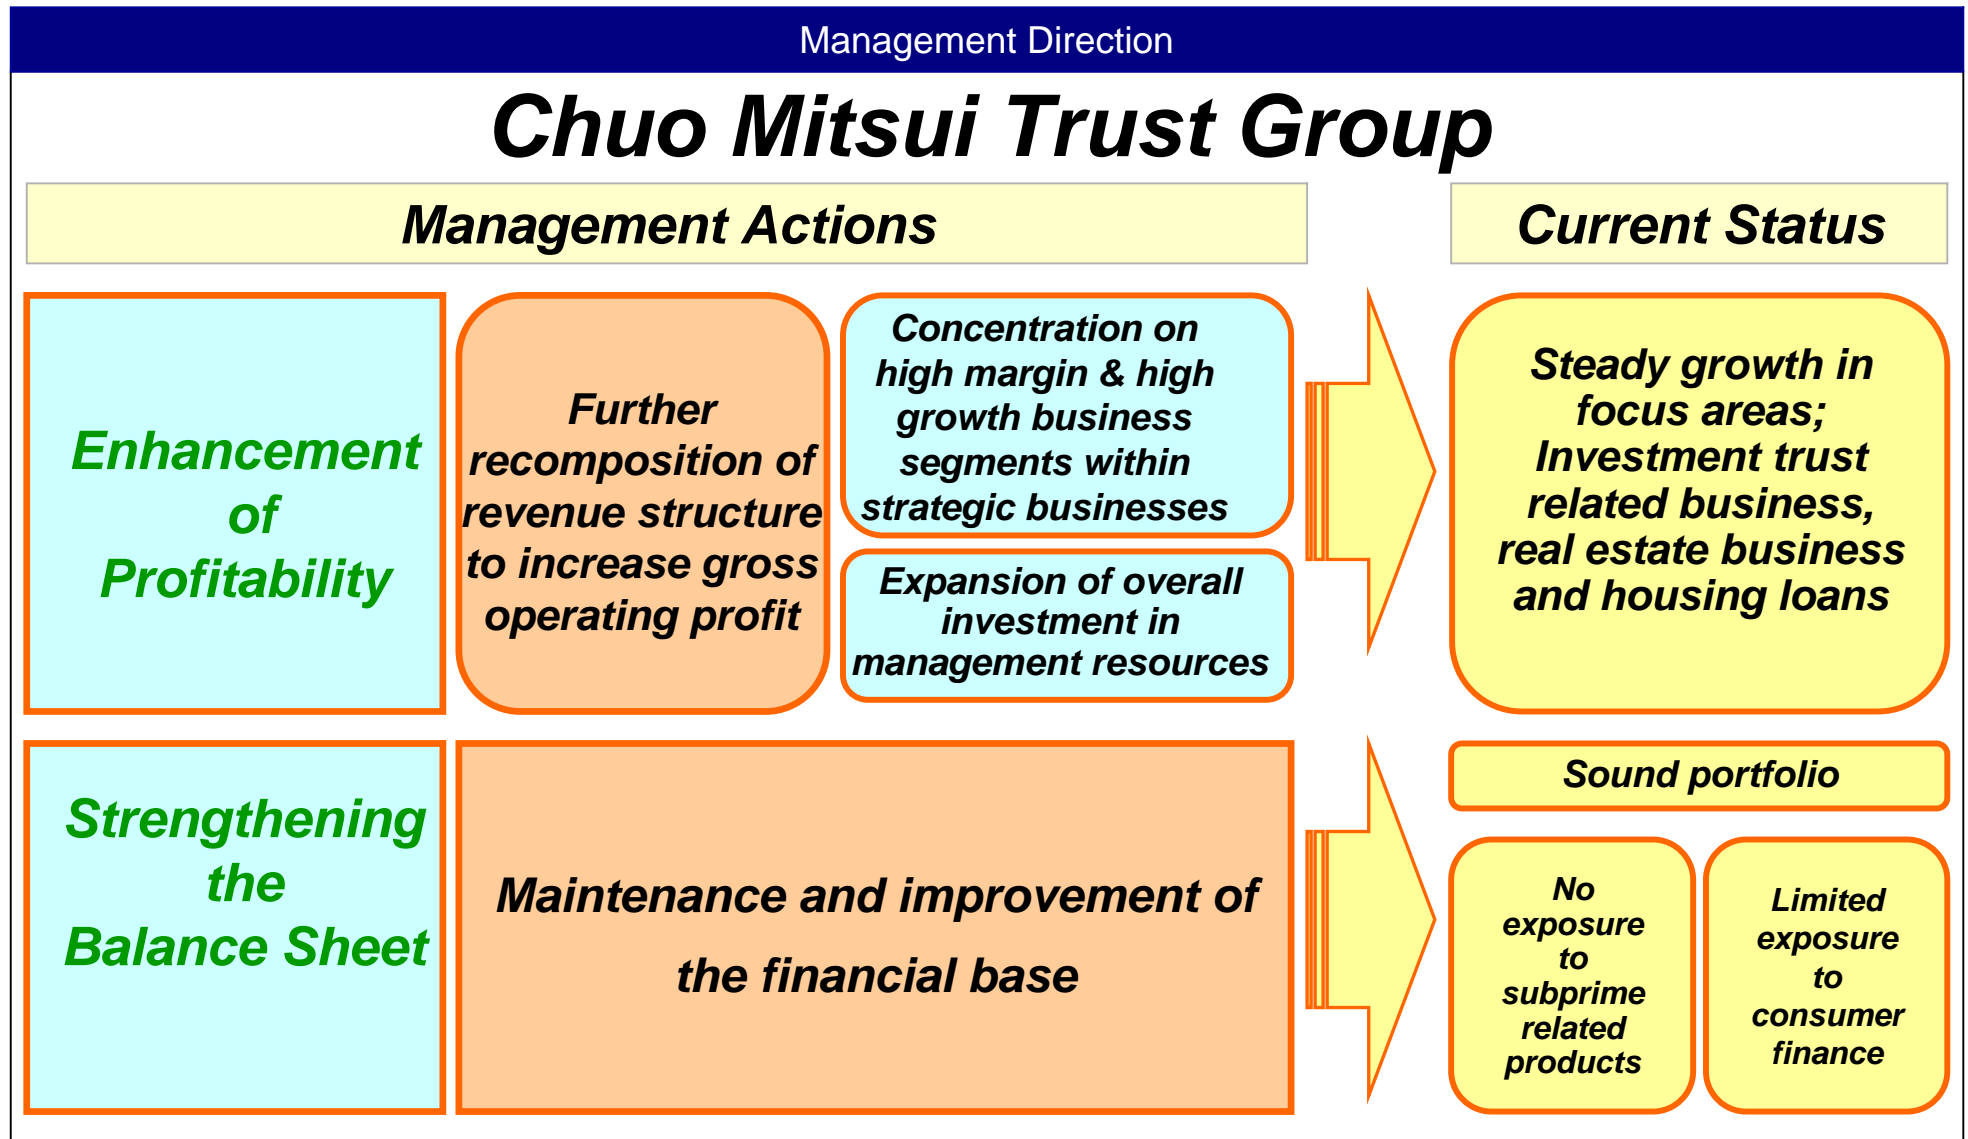 Management Direction
Chuo Mitsui Trust Group
Management Actions
Current Status
Enhancement
of
Profitability
Further
recomposition of
revenue structure
to increase gross
operating profit
Concentration on
high margin & high
growth business
segments within
strategic businesses
Expansion of overall
investment in
management resources
Steady growth in
focus areas;
Investment trust
related business,
real estate business
and housing loans
Strengthening
the
Balance Sheet
Maintenance and improvement of
the financial base
Sound portfolio
No
exposure
to
subprime
related
products
Limited
exposure
to
consumer
finance